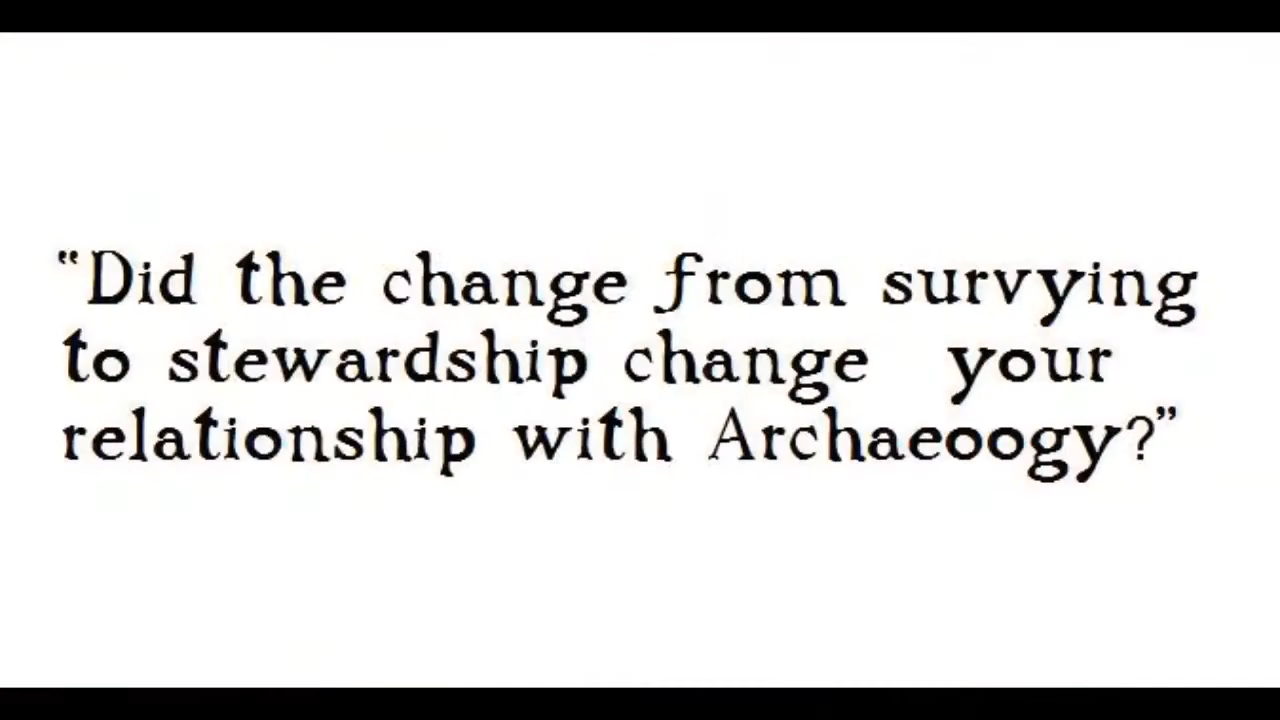 “Did the change from survying
to stewardship change your
relationship with Archaeoogy?”